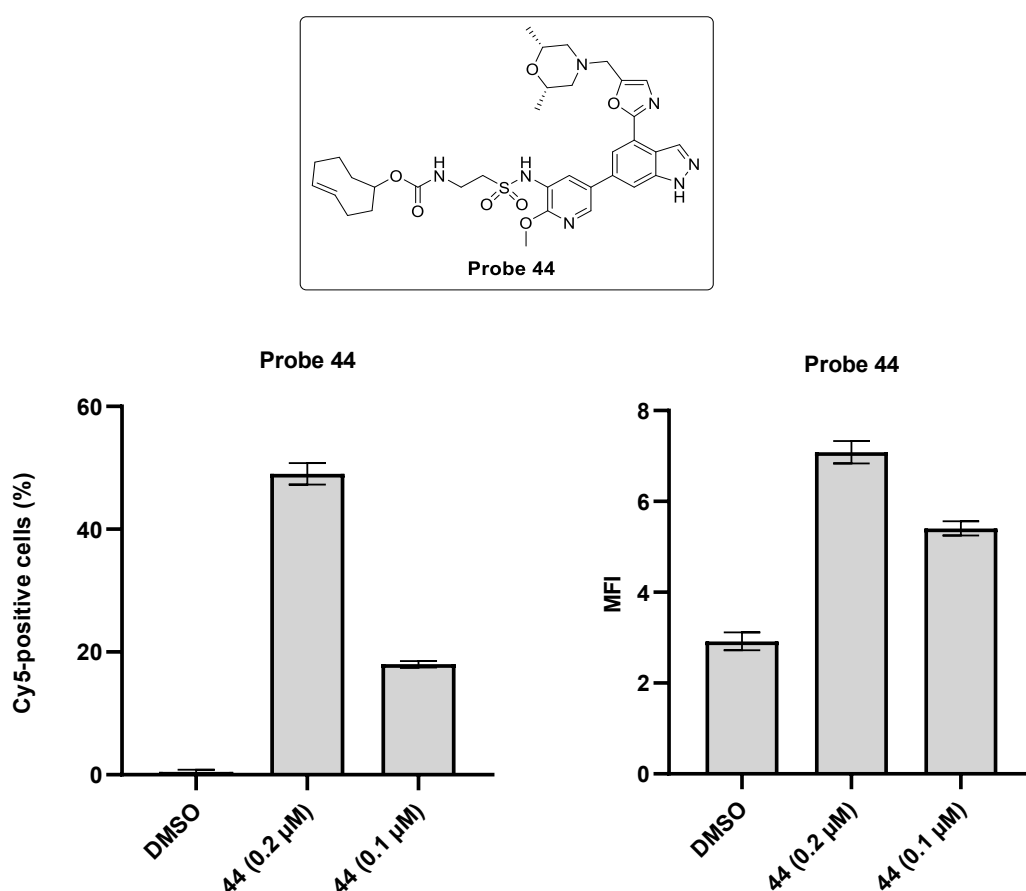 O
N
O
N
H
N
O
O
H
N
S
O
O
O
N
N
N
H
Probe 44
Probe 44
Cy5-positive cells (%)
60
40
20
0
DMSO
44 (0.2 µM)
44 (0.1 µM)
Probe 44
MFI
8
6
4
2
0
DMSO
44 (0.2 µM)
44 (0.1 µM)